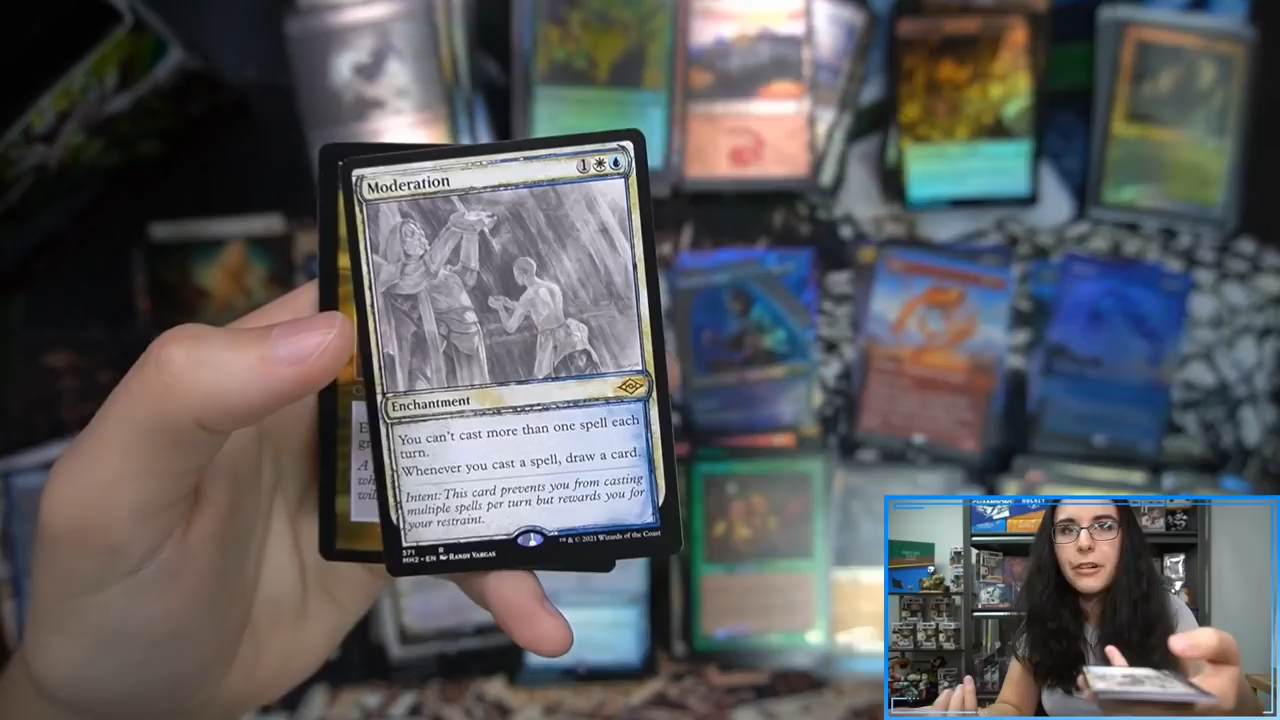 Moderation
1
Enchantment
You can't cast more than one spell each
turn.
Whenever you cast a spell, draw a card.
Intent: This card prevents you from casting
multiple spells per turn but rewards you for
your restraint.
371 R
MH2 • EN RANDY VARGAS
™ & © 2021 Wizards of the Coast